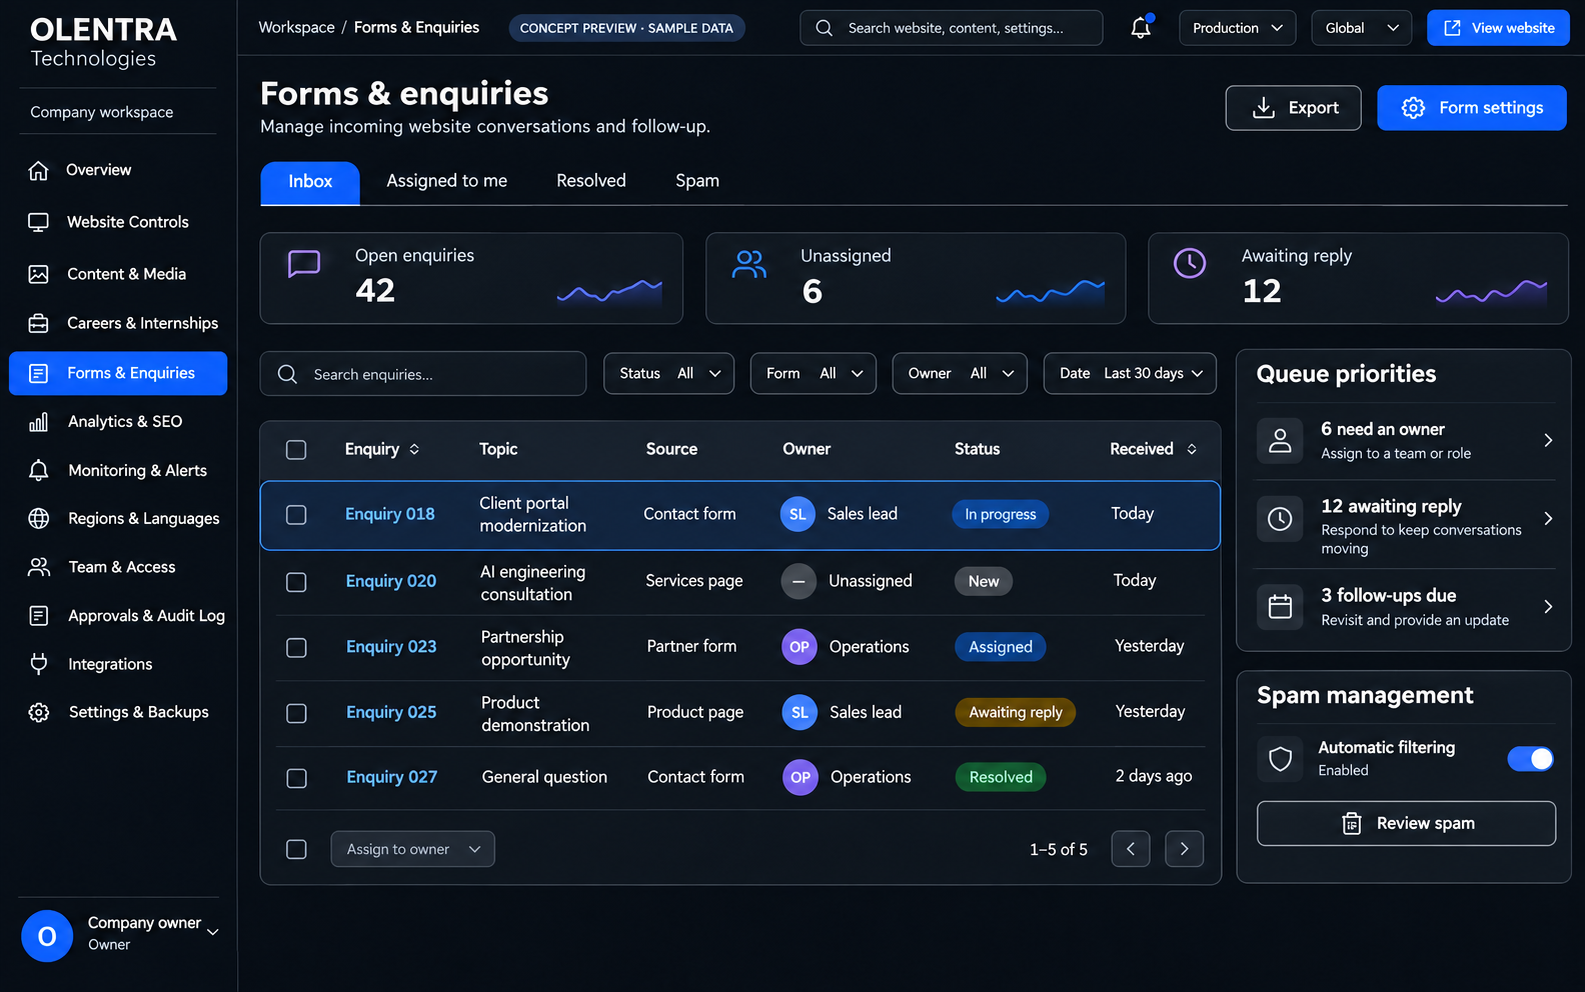 OLENTRA
Technologies
Company workspace
Overview
Website Controls
Content & Media
Careers & Internships
Forms & Enquiries
Analytics & SEO
Monitoring & Alerts
Regions & Languages
Team & Access
Approvals & Audit Log
Integrations
Settings & Backups
O
Company owner
Owner
Workspace / Forms & Enquiries
CONCEPT PREVIEW · SAMPLE DATA
Search website, content, settings...
Production
Global
View website
Forms & enquiries
Manage incoming website conversations and follow-up.
Export
Form settings
Inbox
Assigned to me
Resolved
Spam
Open enquiries
42
Unassigned
6
Awaiting reply
12
Search enquiries...
Status All
Form All
Owner All
Date Last 30 days
Enquiry Topic Source Owner Status Received
Enquiry 018 Client portal modernization Contact form SL Sales lead In progress Today
Enquiry 020 AI engineering consultation Services page — Unassigned New Today
Enquiry 023 Partnership opportunity Partner form OP Operations Assigned Yesterday
Enquiry 025 Product demonstration Product page SL Sales lead Awaiting reply Yesterday
Enquiry 027 General question Contact form OP Operations Resolved 2 days ago
Assign to owner
1–5 of 5
Queue priorities
6 need an owner
Assign to a team or role
12 awaiting reply
Respond to keep conversations
moving
3 follow-ups due
Revisit and provide an update
Spam management
Automatic filtering
Enabled
Review spam